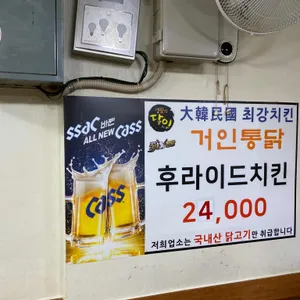 ssac 바뀐
ALL NEW Cass
Cass
Cass
大韓民國 최강치킨
거인통닭
후라이드치킨
24,000
저희업소는 국내산 닭고기만 취급합니다